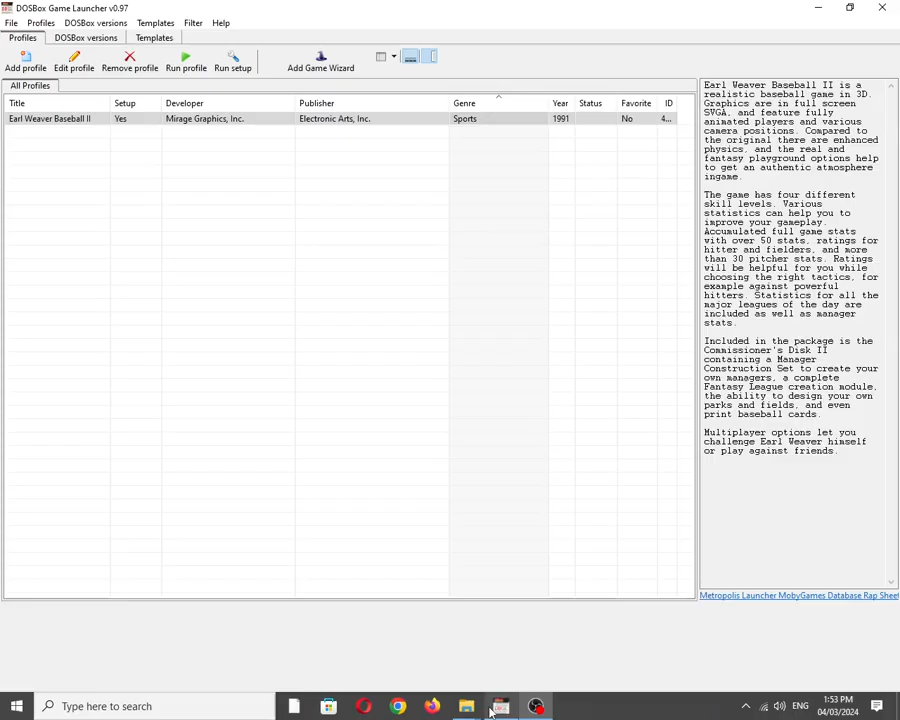 DOSBox Game Launcher v0.97
File Profiles DOSBox versions Templates Filter Help
Profiles DOSBox versions Templates
Add profile Edit profile Remove profile Run profile Run setup Add Game Wizard
All Profiles
Title Setup Developer Publisher Genre Year Status Favorite ID
Earl Weaver Baseball II Yes Mirage Graphics, Inc. Electronic Arts, Inc. Sports 1991 No 4...
Earl Weaver Baseball II is a
realistic baseball game in 3D.
Graphics are in full screen
SVGA, and feature fully
animated players and various
camera positions. Compared to
the original there are enhanced
physics, and the real and
fantasy playground options help
to get an authentic atmosphere
ingame.
The game has four different
skill levels. Various
statistics can help you to
improve your gameplay.
Accumulated full game stats
with over 50 stats, ratings for
hitter and fielders, and more
than 30 pitcher stats. Ratings
will be helpful for you while
choosing the right tactics, for
example against powerful
hitters. Statistics for all the
major leagues of the day are
included as well as manager
stats.
Included in the package is the
Commissioner's Disk II
containing a Manager
Construction Set to create your
own managers, a complete
Fantasy League creation module,
the ability to design your own
parks and fields, and even
print baseball cards.
Multiplayer options let you
challenge Earl Weaver himself
or play against friends.
Metropolis Launcher MobyGames Database Rap Sheet
Type here to search
ENG
1:53 PM
04/03/2024